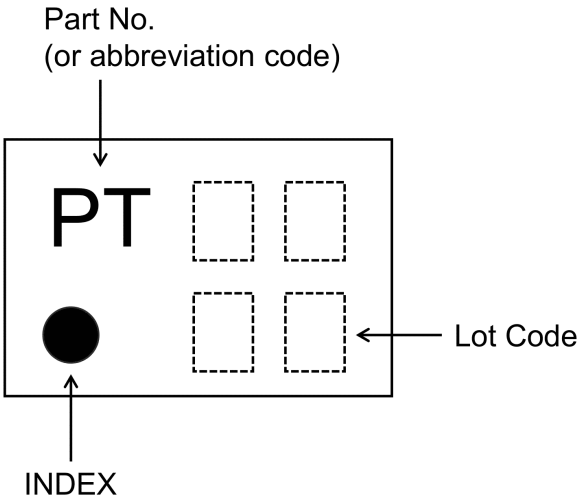 Part No.
(or abbreviation code)
PT
Lot Code
INDEX